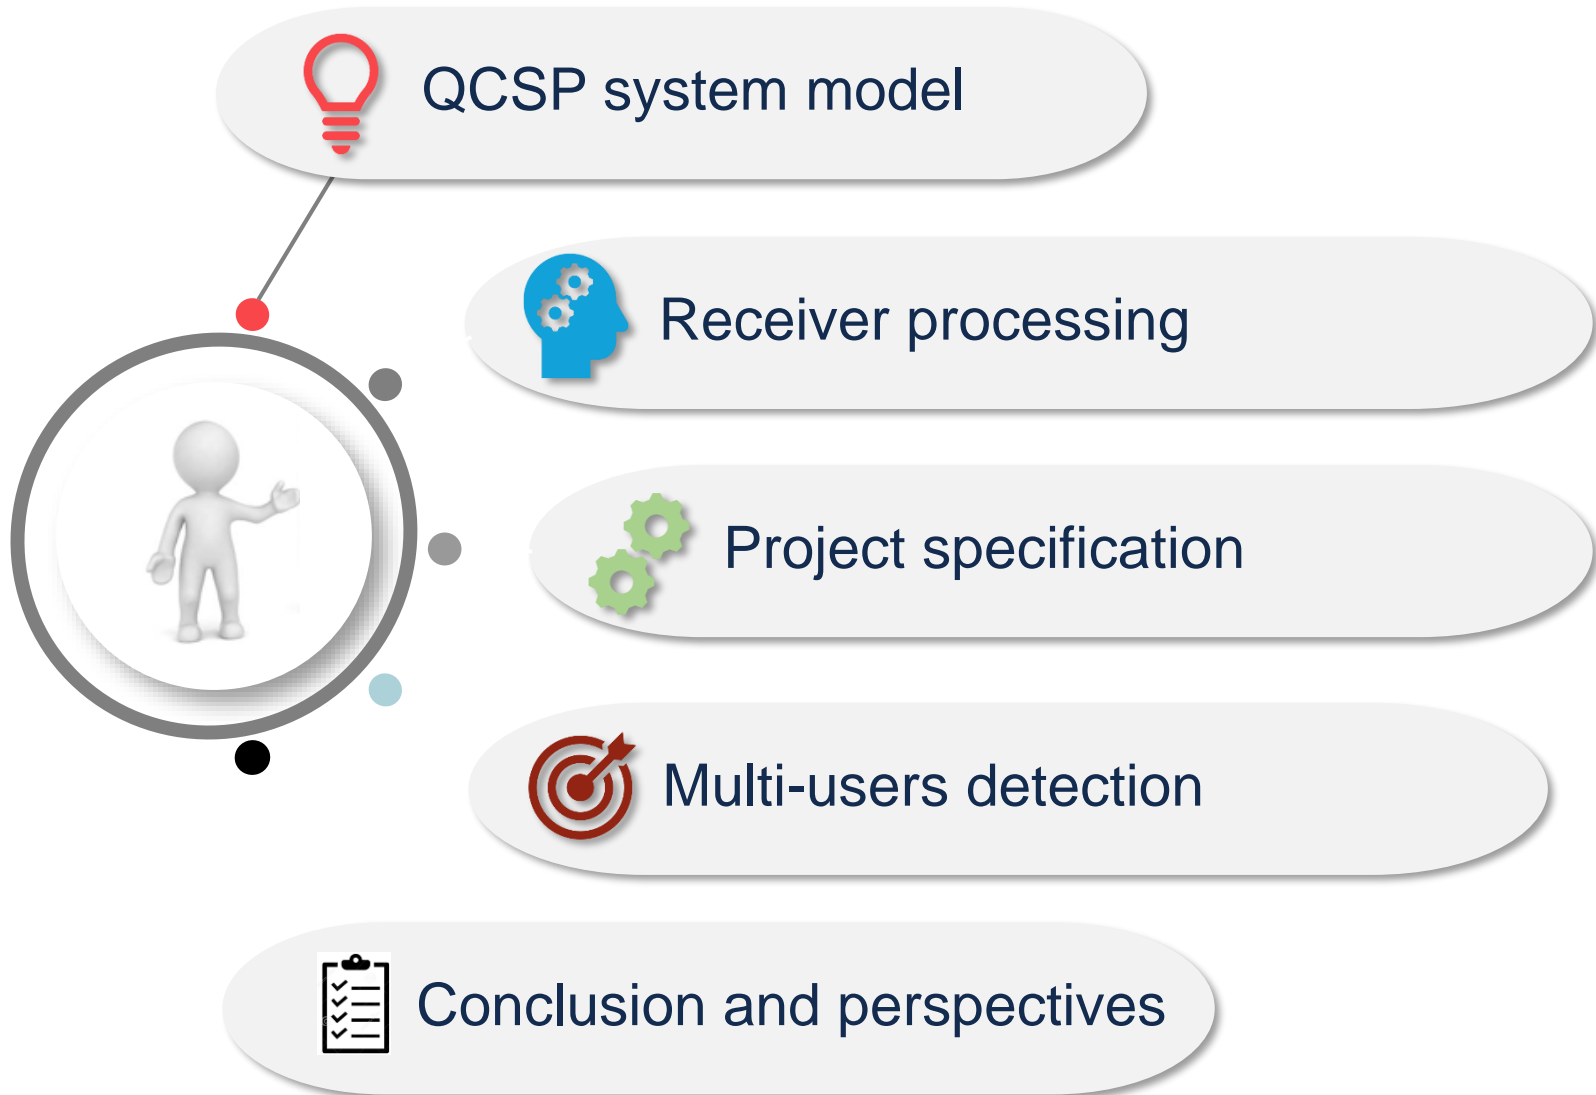 QCSP system model
Receiver processing
Project specification
Multi-users detection
Conclusion and perspectives